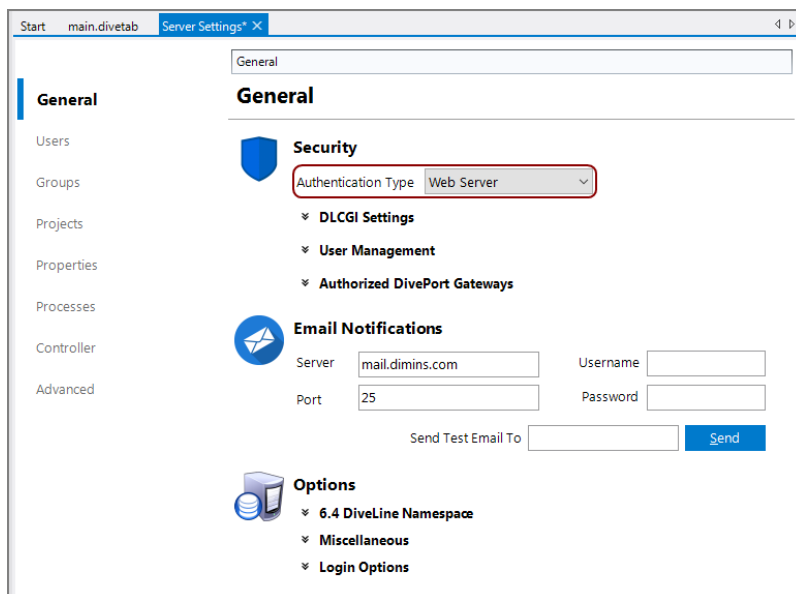 Start main.divetab Server Settings*
General
General
General
Users
Groups
Projects
Properties
Processes
Controller
Advanced
Security
Authentication Type Web Server
DLCGI Settings
User Management
Authorized DivePort Gateways
Email Notifications
Server mail.dimins.com Username
Port 25 Password
Send Test Email To Send
Options
6.4 DiveLine Namespace
Miscellaneous
Login Options